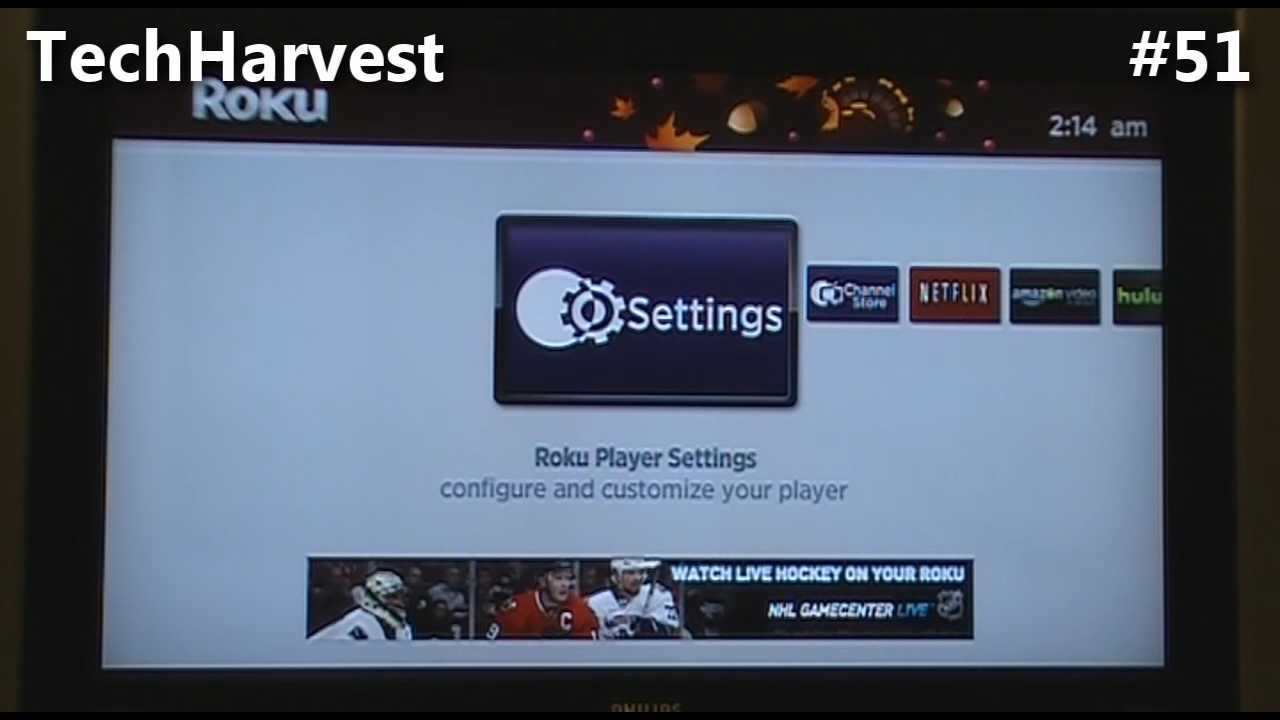 TechHarvest #51
Roku
2:14 am
Settings
Channel
Store
NETFLIX
amazon video
hulu
Roku Player Settings
configure and customize your player
WATCH LIVE HOCKEY ON YOUR ROKU
NHL GAMECENTER LIVE
C
PHILIPS